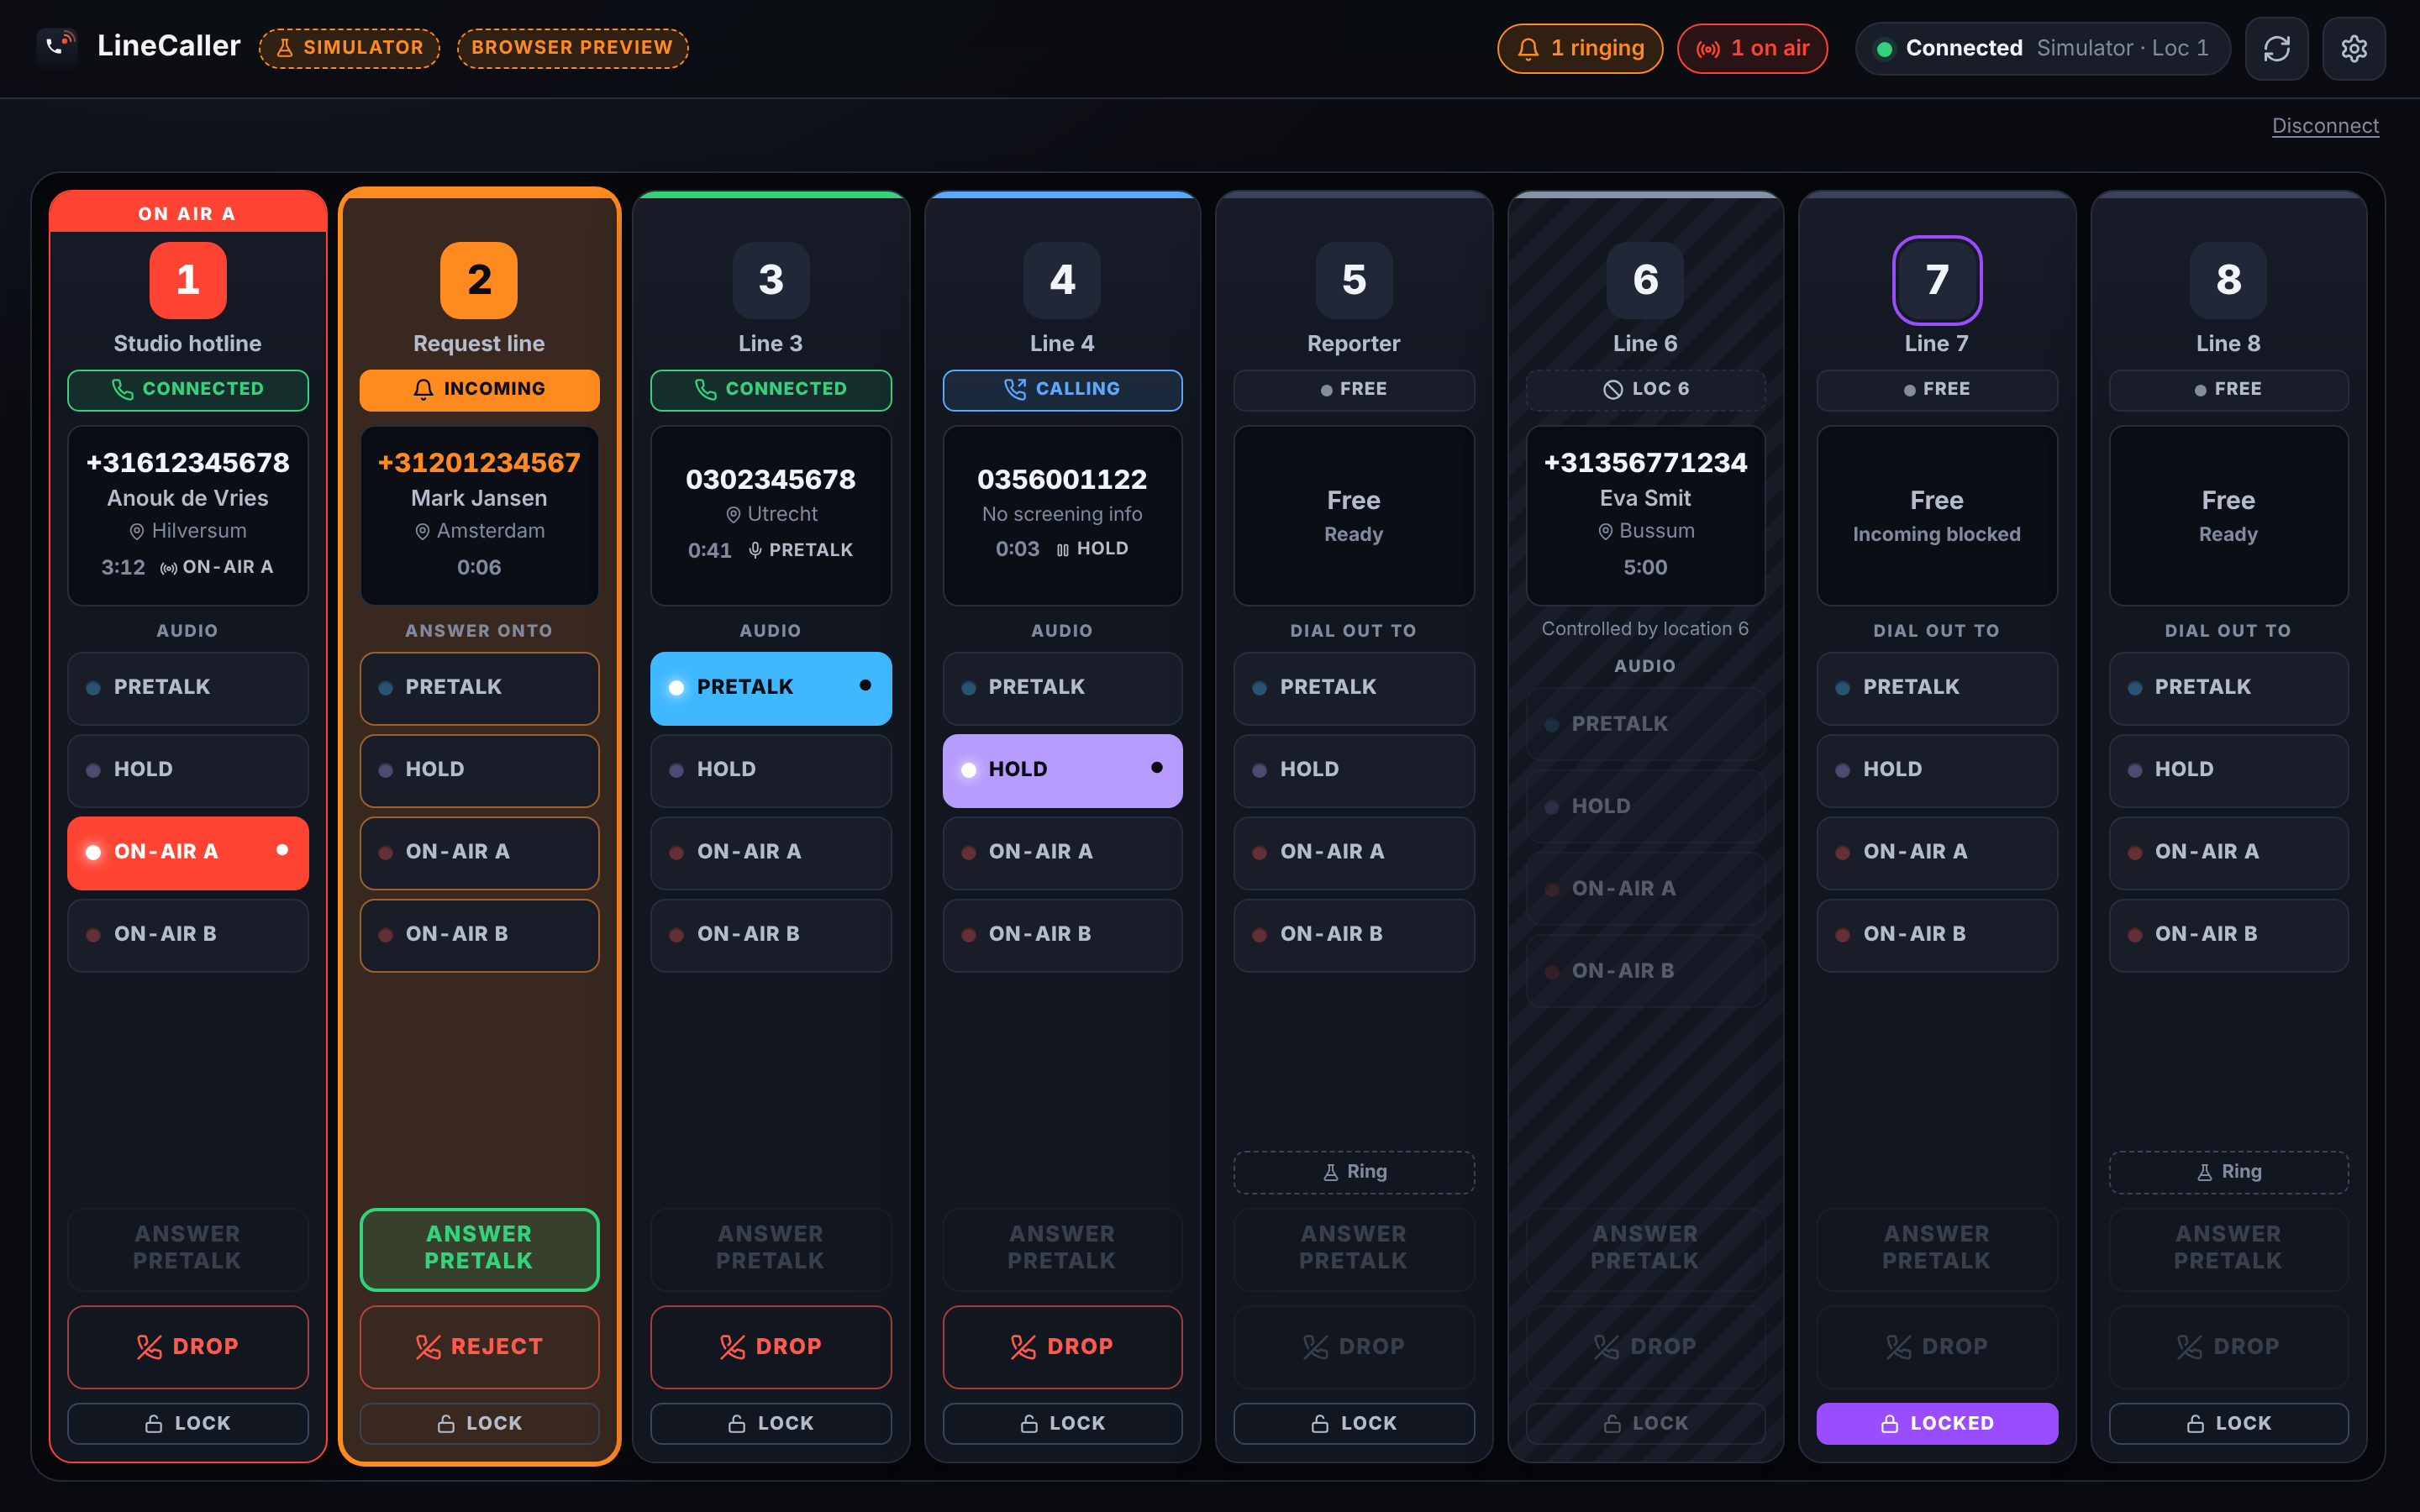 LineCaller
SIMULATOR
BROWSER PREVIEW
1 ringing
1 on air
Connected Simulator · Loc 1
Disconnect
ON AIR A
1
Studio hotline
CONNECTED
+31612345678
Anouk de Vries
Hilversum
3:12 ON-AIR A
AUDIO
PRETALK
HOLD
ON-AIR A
ON-AIR B
ANSWER
PRETALK
DROP
LOCK
2
Request line
INCOMING
+31201234567
Mark Jansen
Amsterdam
0:06
ANSWER ONTO
PRETALK
HOLD
ON-AIR A
ON-AIR B
ANSWER
PRETALK
REJECT
LOCK
3
Line 3
CONNECTED
0302345678
Utrecht
0:41 PRETALK
AUDIO
PRETALK
HOLD
ON-AIR A
ON-AIR B
ANSWER
PRETALK
DROP
LOCK
4
Line 4
CALLING
0356001122
No screening info
0:03 HOLD
AUDIO
PRETALK
HOLD
ON-AIR A
ON-AIR B
ANSWER
PRETALK
DROP
LOCK
5
Reporter
FREE
Free
Ready
DIAL OUT TO
PRETALK
HOLD
ON-AIR A
ON-AIR B
Ring
ANSWER
PRETALK
DROP
LOCK
6
Line 6
LOC 6
+31356771234
Eva Smit
Bussum
5:00
Controlled by location 6
AUDIO
PRETALK
HOLD
ON-AIR A
ON-AIR B
ANSWER
PRETALK
DROP
LOCK
7
Line 7
FREE
Free
Incoming blocked
DIAL OUT TO
PRETALK
HOLD
ON-AIR A
ON-AIR B
ANSWER
PRETALK
DROP
LOCKED
8
Line 8
FREE
Free
Ready
DIAL OUT TO
PRETALK
HOLD
ON-AIR A
ON-AIR B
Ring
ANSWER
PRETALK
DROP
LOCK